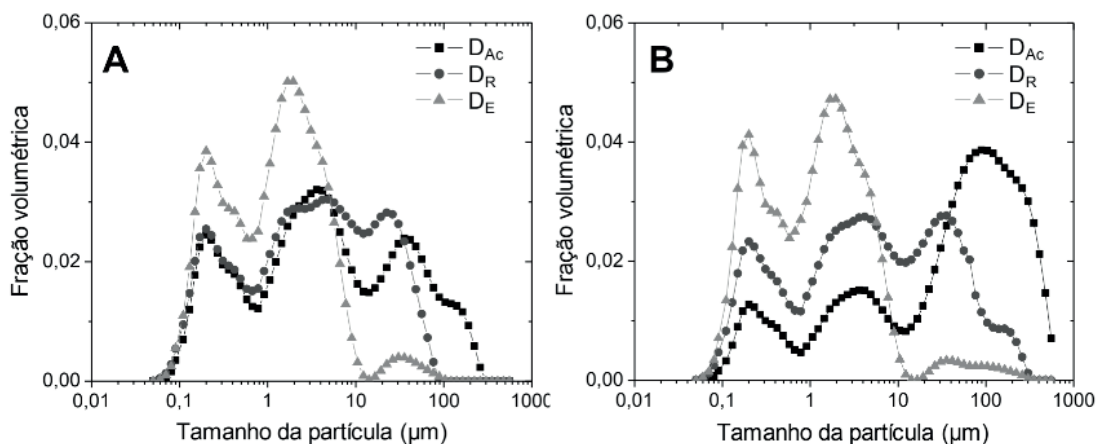 A
D_Ac
D_R
D_E
Fração volumétrica
0,06
0,04
0,02
0,00
0,01 0,1 1 10 100 1000
Tamanho da partícula (µm)
B
D_Ac
D_R
D_E
Fração volumétrica
0,06
0,04
0,02
0,00
0,01 0,1 1 10 100 1000
Tamanho da partícula (µm)